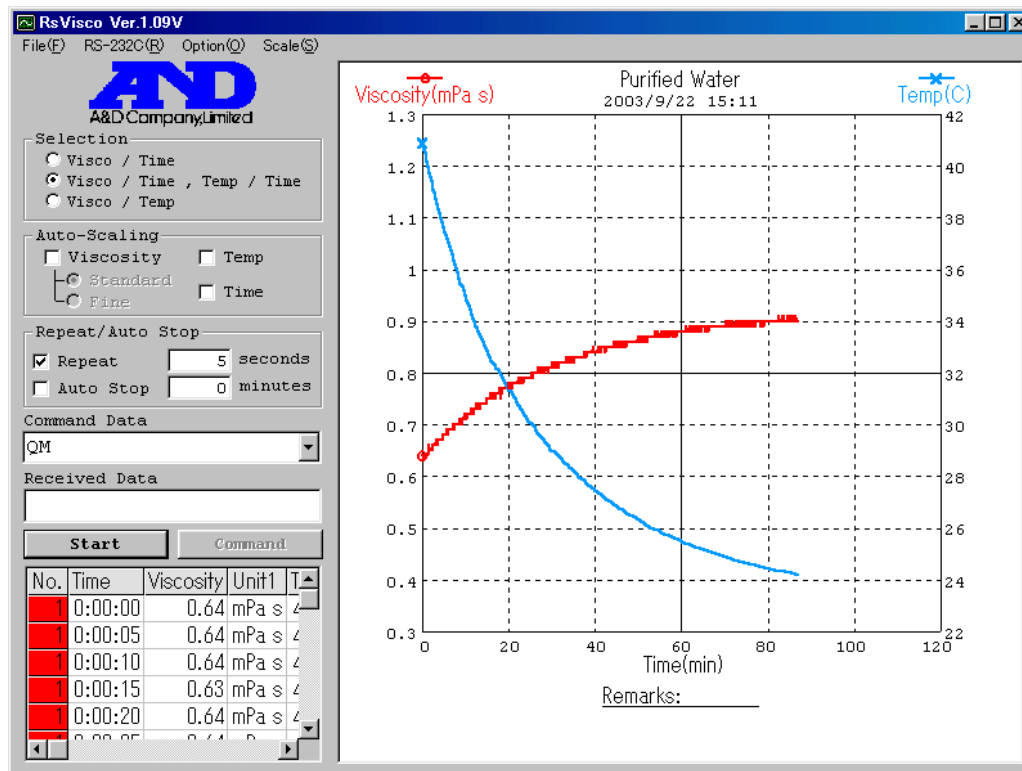 RsVisco Ver.1.09V
File(F) RS-232C(R) Option(O) Scale(S)
AND
A&D Company,Limited
Selection
Visco / Time
Visco / Time , Temp / Time
Visco / Temp
Auto-Scaling
Viscosity Temp
Standard
Fine
Time
Repeat/Auto Stop
Repeat 5 seconds
Auto Stop 0 minutes
Command Data
QM
Received Data
Start Command
No. Time Viscosity Unit1
1 0:00:00 0.64 mPa s
1 0:00:05 0.64 mPa s
1 0:00:10 0.64 mPa s
1 0:00:15 0.63 mPa s
1 0:00:20 0.64 mPa s
Purified Water
2003/9/22 15:11
Viscosity(mPa s)
Temp(C)
1.3 42
1.2 40
1.1 38
1 36
0.9 34
0.8 32
0.7 30
0.6 28
0.5 26
0.4 24
0.3 22
0 20 40 60 80 100 120
Time(min)
Remarks: